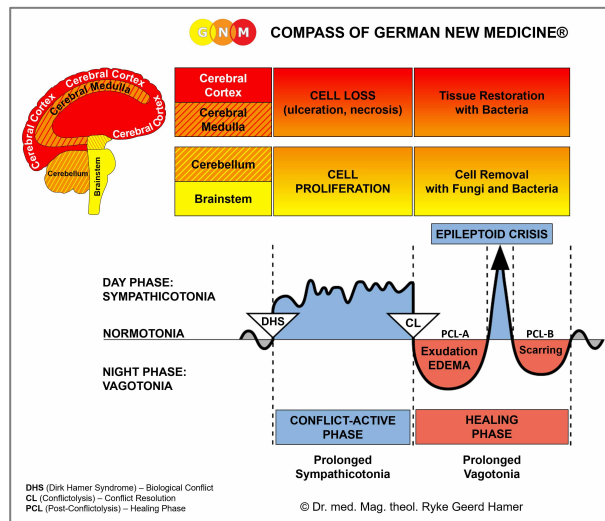 GNM COMPASS OF GERMAN NEW MEDICINE®
Cerebral Cortex
Cerebral Medulla
Cerebral Cortex
Cerebral Cortex
Cerebellum
Brainstem
Cerebral
Cortex
Cerebral
Medulla
CELL LOSS
(ulceration, necrosis)
Tissue Restoration
with Bacteria
Cerebellum
Brainstem
CELL
PROLIFERATION
Cell Removal
with Fungi and Bacteria
EPILEPTOID CRISIS
DAY PHASE:
SYMPATHICOTONIA
DHS
CL
NORMOTONIA
PCL-A
PCL-B
Exudation
EDEMA
Scarring
NIGHT PHASE:
VAGOTONIA
CONFLICT-ACTIVE
PHASE
HEALING
PHASE
Prolonged
Sympathicotonia
Prolonged
Vagotonia
DHS (Dirk Hamer Syndrome) – Biological Conflict
CL (Conflictolysis) – Conflict Resolution
PCL (Post-Conflictolysis) – Healing Phase
© Dr. med. Mag. theol. Ryke Geerd Hamer